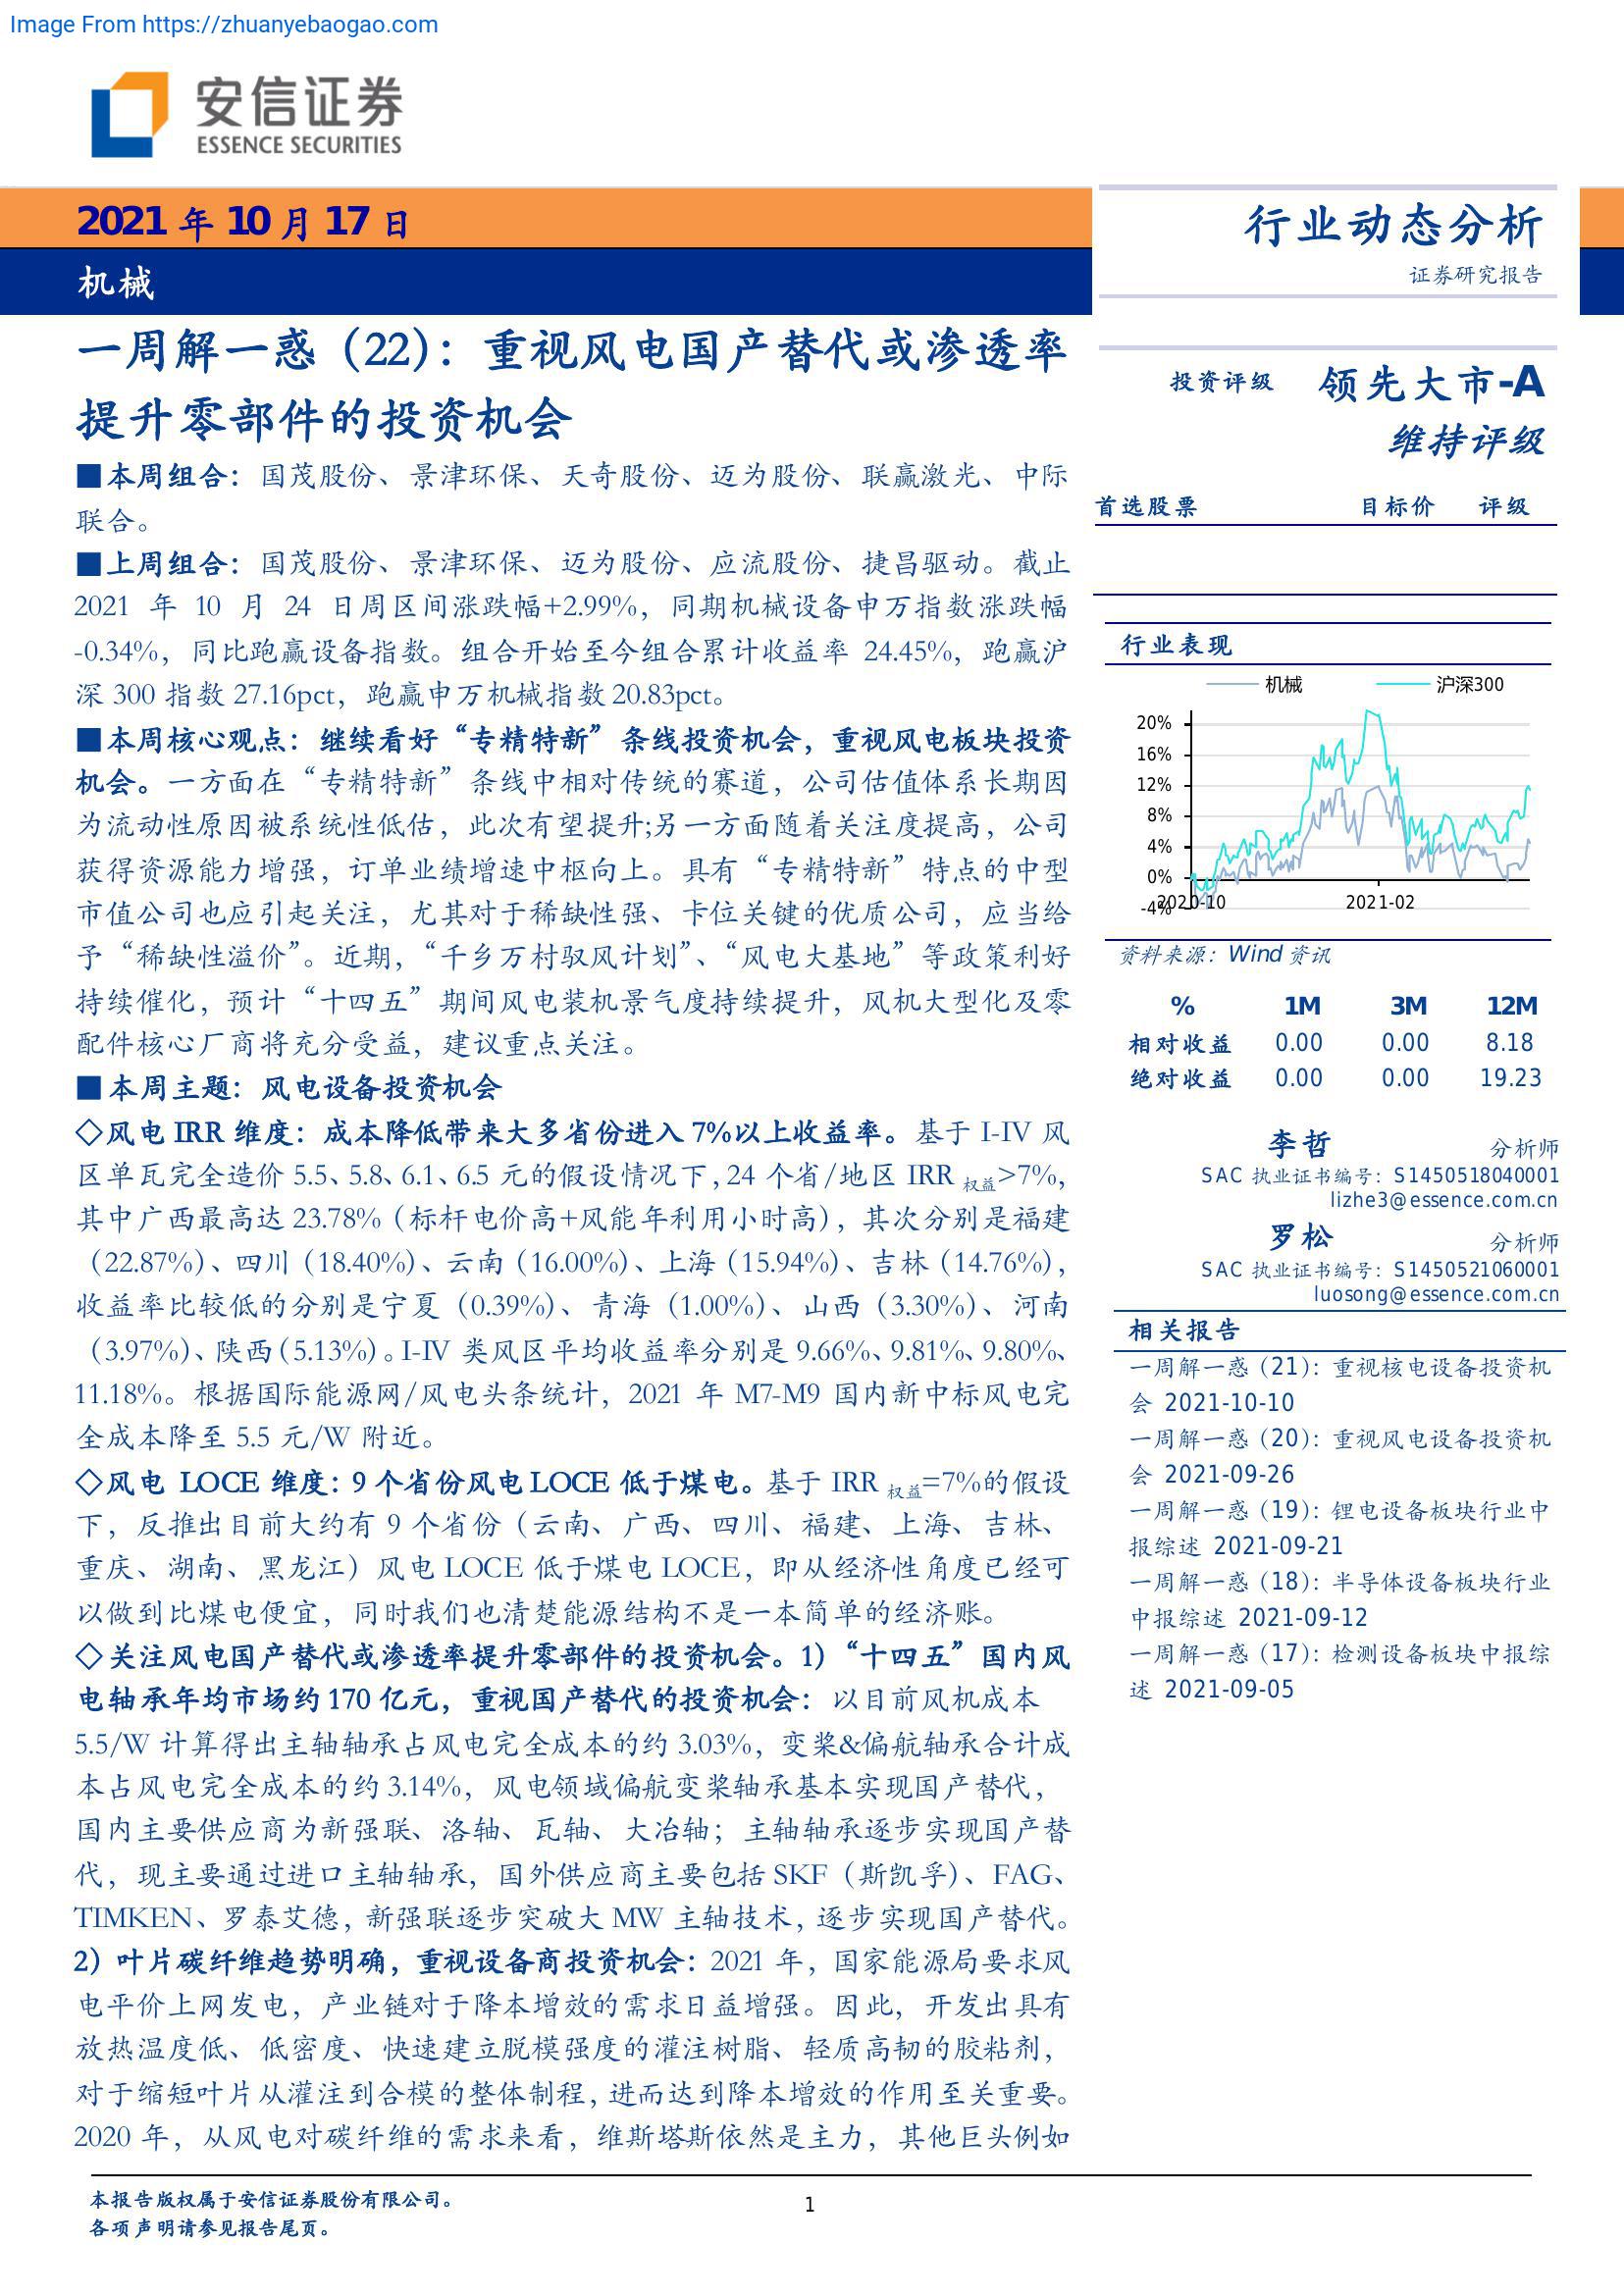 Image From https://zhuanyebaogao.com
安信证券
ESSENCE SECURITIES
2021 年 10 月 17 日
机械
行业动态分析
证券研究报告
一周解一惑（22）：重视风电国产替代或渗透率
提升零部件的投资机会
■本周组合：国茂股份、景津环保、天奇股份、迈为股份、联赢激光、中际
联合。
■上周组合：国茂股份、景津环保、迈为股份、应流股份、捷昌驱动。截止
2021 年 10 月 24 日周区间涨跌幅+2.99%，同期机械设备申万指数涨跌幅
-0.34%，同比跑赢设备指数。组合开始至今组合累计收益率 24.45%，跑赢沪
深 300 指数 27.16pct，跑赢申万机械指数 20.83pct。
■本周核心观点：继续看好“专精特新”条线投资机会，重视风电板块投资
机会。一方面在“专精特新”条线中相对传统的赛道，公司估值体系长期因
为流动性原因被系统性低估，此次有望提升;另一方面随着关注度提高，公司
获得资源能力增强，订单业绩增速中枢向上。具有“专精特新”特点的中型
市值公司也应引起关注，尤其对于稀缺性强、卡位关键的优质公司，应当给
予“稀缺性溢价”。近期，“千乡万村驭风计划”、“风电大基地”等政策利好
持续催化，预计“十四五”期间风电装机景气度持续提升，风机大型化及零
配件核心厂商将充分受益，建议重点关注。
■本周主题：风电设备投资机会
◇风电 IRR 维度：成本降低带来大多省份进入 7%以上收益率。基于 I-IV 风
区单瓦完全造价 5.5、5.8、6.1、6.5 元的假设情况下，24 个省/地区 IRR 权益>7%，
其中广西最高达 23.78%（标杆电价高+风能年利用小时高），其次分别是福建
（22.87%）、四川（18.40%）、云南（16.00%）、上海（15.94%）、吉林（14.76%），
收益率比较低的分别是宁夏（0.39%）、青海（1.00%）、山西（3.30%）、河南
（3.97%）、陕西（5.13%）。I-IV 类风区平均收益率分别是 9.66%、9.81%、9.80%、
11.18%。根据国际能源网/风电头条统计，2021 年 M7-M9 国内新中标风电完
全成本降至 5.5 元/W 附近。
◇风电 LOCE 维度：9 个省份风电 LOCE 低于煤电。基于 IRR 权益=7%的假设
下，反推出目前大约有 9 个省份（云南、广西、四川、福建、上海、吉林、
重庆、湖南、黑龙江）风电 LOCE 低于煤电 LOCE，即从经济性角度已经可
以做到比煤电便宜，同时我们也清楚能源结构不是一本简单的经济账。
◇关注风电国产替代或渗透率提升零部件的投资机会。1）“十四五”国内风
电轴承年均市场约 170 亿元，重视国产替代的投资机会：以目前风机成本
5.5/W 计算得出主轴轴承占风电完全成本的约 3.03%，变桨&偏航轴承合计成
本占风电完全成本的约 3.14%，风电领域偏航变桨轴承基本实现国产替代，
国内主要供应商为新强联、洛轴、瓦轴、大冶轴；主轴轴承逐步实现国产替
代，现主要通过进口主轴轴承，国外供应商主要包括 SKF（斯凯孚）、FAG、
TIMKEN、罗泰艾德，新强联逐步突破大 MW 主轴技术，逐步实现国产替代。
2）叶片碳纤维趋势明确，重视设备商投资机会：2021 年，国家能源局要求风
电平价上网发电，产业链对于降本增效的需求日益增强。因此，开发出具有
放热温度低、低密度、快速建立脱模强度的灌注树脂、轻质高韧的胶粘剂，
对于缩短叶片从灌注到合模的整体制程，进而达到降本增效的作用至关重要。
2020 年，从风电对碳纤维的需求来看，维斯塔斯依然是主力，其他巨头例如
投资评级 领先大市-A
维持评级
首选股票 目标价 评级
行业表现
机械 沪深300
20%
16%
12%
8%
4%
0%
-4%
2020-10 2021-02
资料来源：Wind 资讯
% 1M 3M 12M
相对收益 0.00 0.00 8.18
绝对收益 0.00 0.00 19.23
李哲 分析师
SAC 执业证书编号：S1450518040001
lizhe3@essence.com.cn
罗松 分析师
SAC 执业证书编号：S1450521060001
luosong@essence.com.cn
相关报告
一周解一惑（21）：重视核电设备投资机
会 2021-10-10
一周解一惑（20）：重视风电设备投资机
会 2021-09-26
一周解一惑（19）：锂电设备板块行业中
报综述 2021-09-21
一周解一惑（18）：半导体设备板块行业
中报综述 2021-09-12
一周解一惑（17）：检测设备板块中报综
述 2021-09-05
本报告版权属于安信证券股份有限公司。
各项声明请参见报告尾页。
1